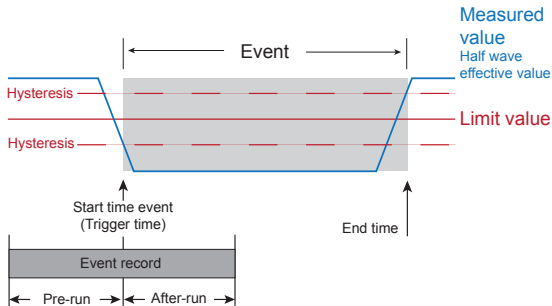 Measured
value
Half wave
effective value
Event
Hysteresis
Limit value
Hysteresis
Start time event
(Trigger time)
End time
Event record
Pre-run
After-run